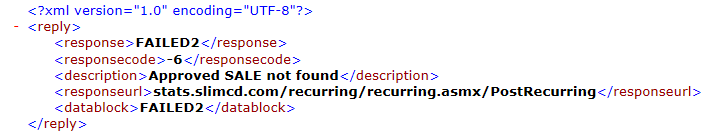 <?xml version="1.0" encoding="UTF-8"?>
- <reply>
<response>FAILED2</response>
<responsecode>-6</responsecode>
<description>Approved SALE not found</description>
<responseurl>stats.slimcd.com/recurring/recurring.asmx/PostRecurring</responseurl>
<datablock>FAILED2</datablock>
</reply>